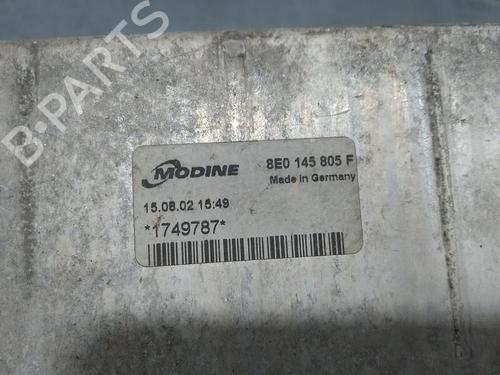 B-PARTS
MODINE
8E0 145 805 F
Made in Germany
15.08.02 15:49
*1749787*